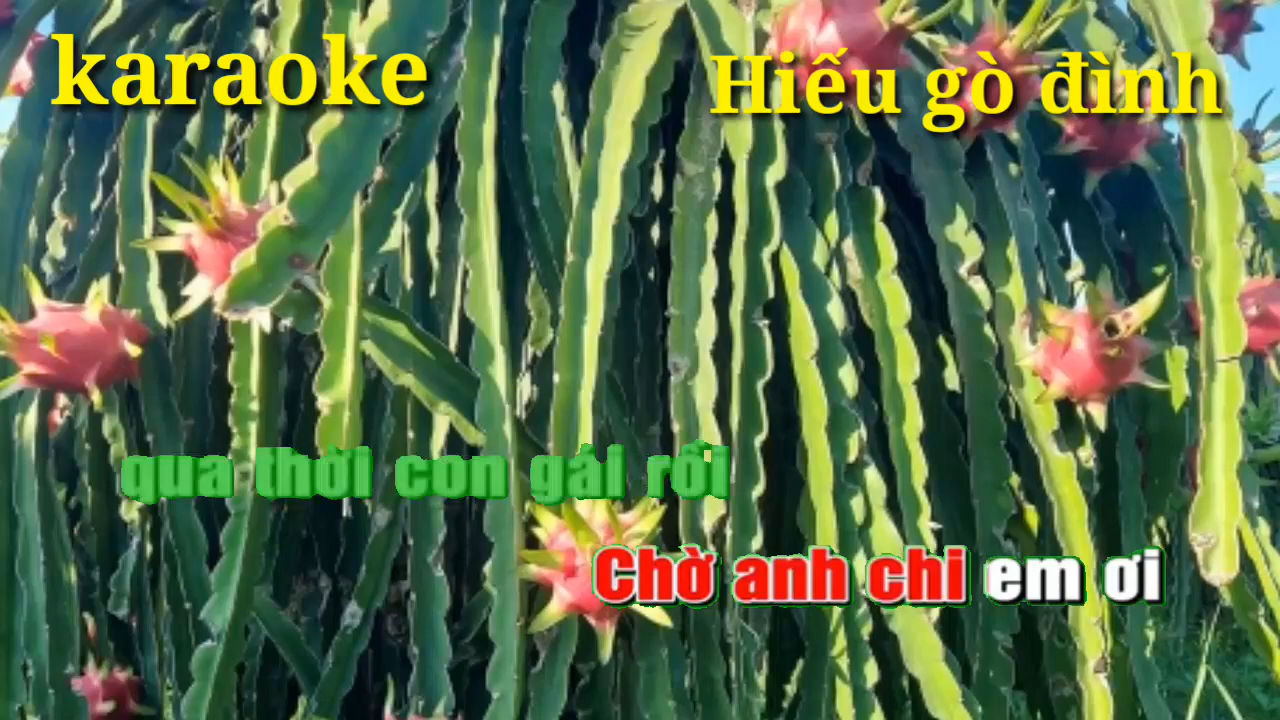 karaoke
Hiếu gò đình
qua thời con gái rồi
Chờ anh chi em ơi